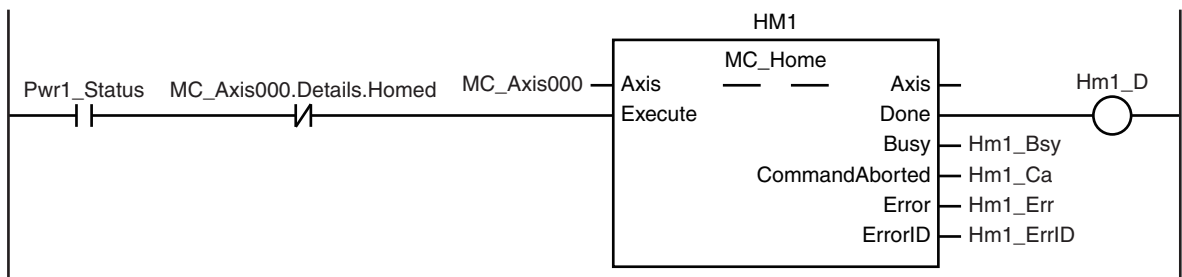 HM1
MC_Home
Pwr1_Status MC_Axis000.Details.Homed MC_Axis000 Axis Axis Hm1_D
Execute Done
Busy Hm1_Bsy
CommandAborted Hm1_Ca
Error Hm1_Err
ErrorID Hm1_ErrID